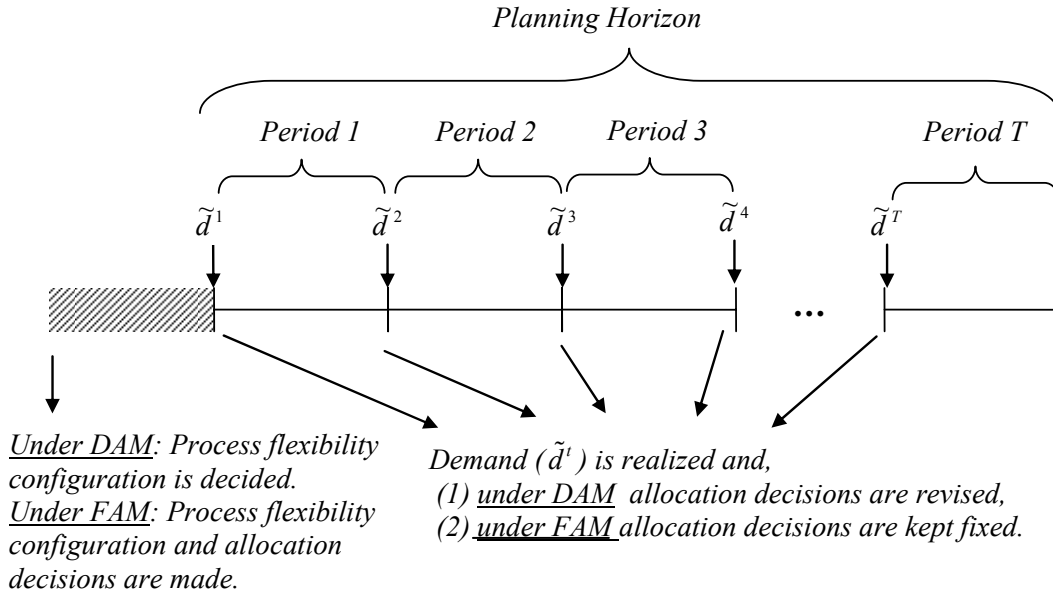 Planning Horizon
Period 1 Period 2 Period 3 Period T
d̃ ¹ d̃ ² d̃ ³ d̃ ⁴ d̃ ᵀ
...
Under DAM: Process flexibility
configuration is decided.
Under FAM: Process flexibility
configuration and allocation
decisions are made.
Demand (d̃ ᵗ) is realized and,
(1) under DAM allocation decisions are revised,
(2) under FAM allocation decisions are kept fixed.